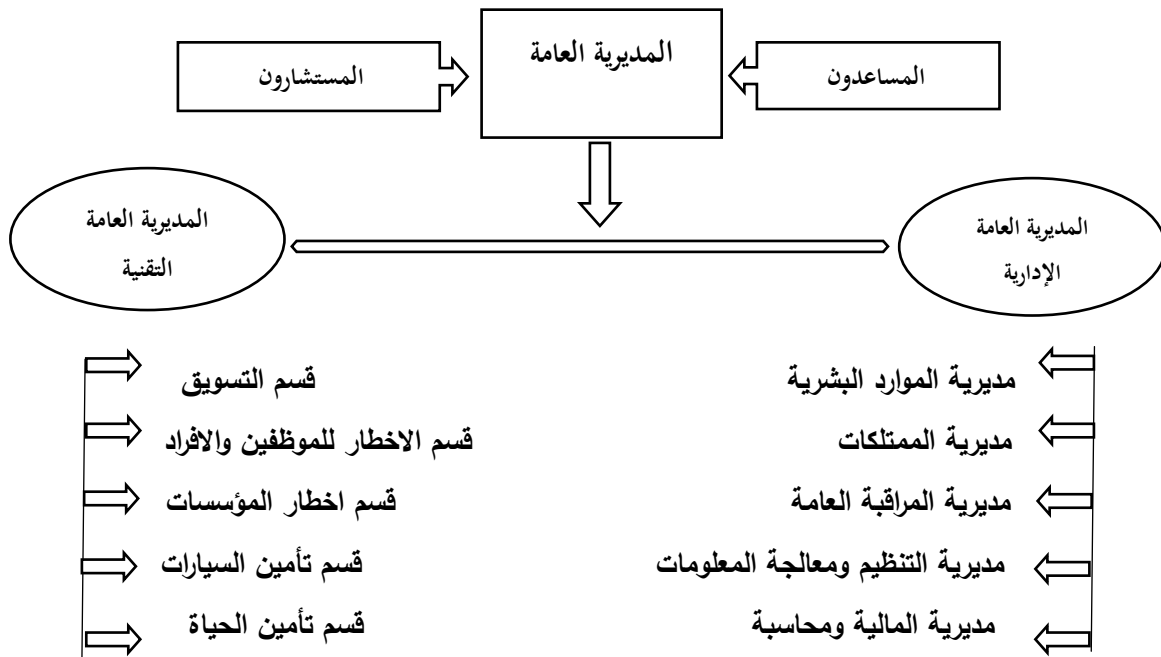 المديرية العامة
المساعدون
المستشارون
المديرية العامة
الإدارية
المديرية العامة
التقنية
مديرية الموارد البشرية
مديرية الممتلكات
مديرية المراقبة العامة
مديرية التنظيم ومعالجة المعلومات
مديرية المالية ومحاسبة
قسم التسويق
قسم الاخطار للموظفين والافراد
قسم اخطار المؤسسات
قسم تأمين السيارات
قسم تأمين الحياة